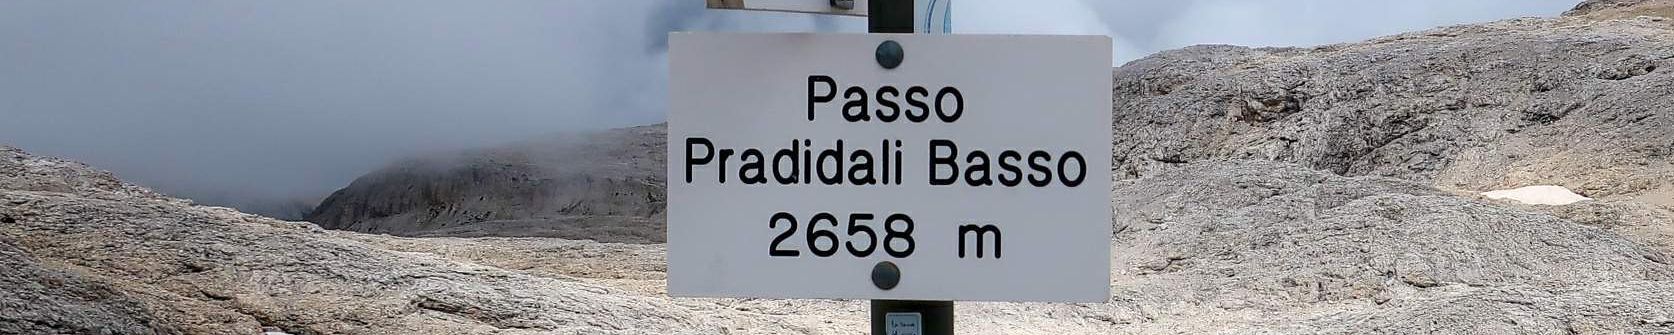 Passo
Pradidali Basso
2658 m